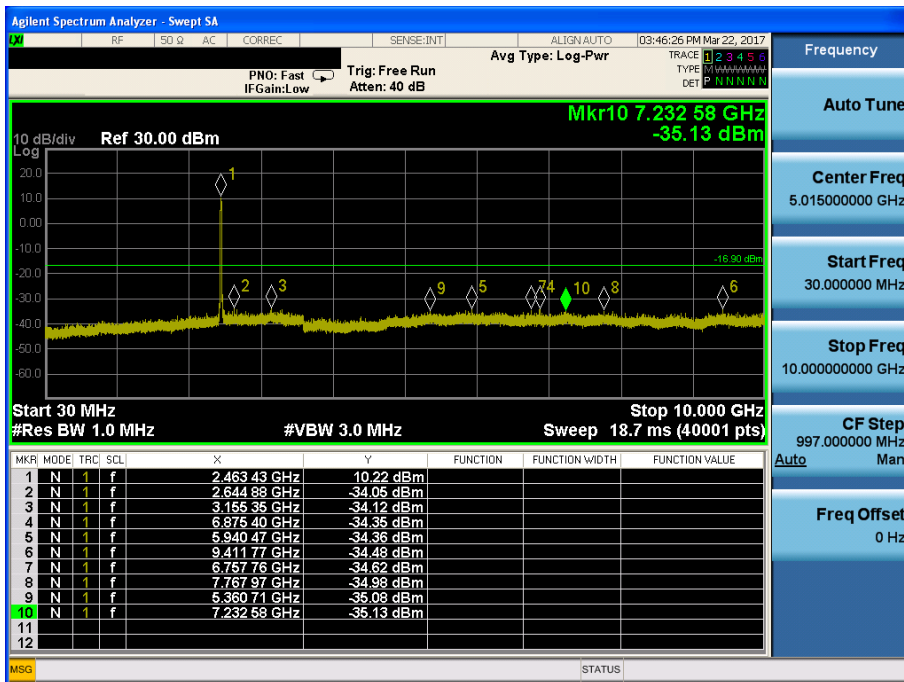 Agilent Spectrum Analyzer - Swept SA
LXI RF 50 Ω AC CORREC SENSE:INT ALIGN AUTO 03:46:26 PM Mar 22, 2017
Frequency
PNO: Fast Trig: Free Run Avg Type: Log-Pwr TRACE 1 2 3 4 5 6
IFGain:Low Atten: 40 dB TYPE M
DET P N N N N N
Auto Tune
Mkr10 7.232 58 GHz
-35.13 dBm
10 dB/div Ref 30.00 dBm
Log
20.0
10.0
0.00
-10.0
-20.0
-30.0
-40.0
-50.0
-60.0
-16.90 dBm
1
2 3 9 5 7 4 10 8 6
Center Freq
5.015000000 GHz
Start Freq
30.000000 MHz
Stop Freq
10.000000000 GHz
Start 30 MHz Stop 10.000 GHz
#Res BW 1.0 MHz #VBW 3.0 MHz Sweep 18.7 ms (40001 pts)
CF Step
997.000000 MHz
Auto Man
MKR MODE TRC SCL X Y FUNCTION FUNCTION WIDTH FUNCTION VALUE
1 N 1 f 2.463 43 GHz 10.22 dBm
2 N 1 f 2.644 88 GHz -34.05 dBm
3 N 1 f 3.155 35 GHz -34.12 dBm
4 N 1 f 6.875 40 GHz -34.35 dBm
5 N 1 f 5.940 47 GHz -34.36 dBm
6 N 1 f 9.411 77 GHz -34.48 dBm
7 N 1 f 6.757 76 GHz -34.62 dBm
8 N 1 f 7.767 97 GHz -34.98 dBm
9 N 1 f 5.360 71 GHz -35.08 dBm
10 N 1 f 7.232 58 GHz -35.13 dBm
11
12
Freq Offset
0 Hz
MSG STATUS